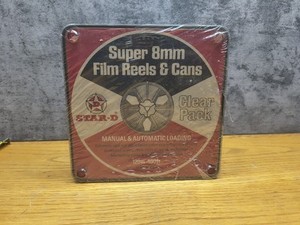 Super 8mm
Film Reels & Cans
Clear
Pack
STAR-D
MANUAL & AUTOMATIC LOADING